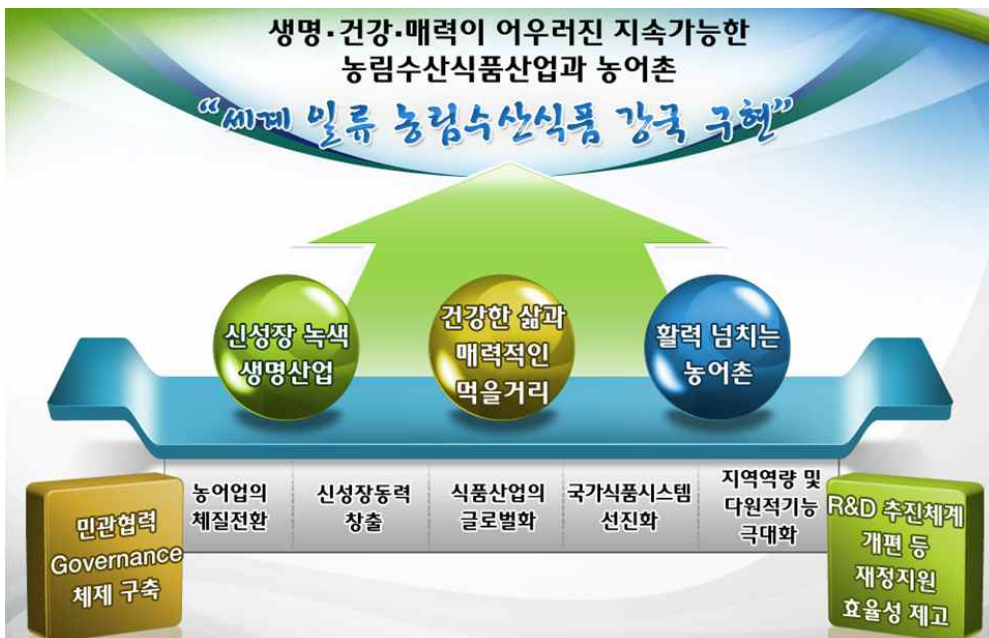 생명·건강·매력이 어우러진 지속가능한
농림수산식품산업과 농어촌
“세계 일류 농림수산식품 강국 구현”
신성장 녹색
생명산업
건강한 삶과
매력적인
먹을거리
활력 넘치는
농어촌
민관협력
Governance
체제 구축
농어업의
체질전환
신성장동력
창출
식품산업의
글로벌화
국가식품시스템
선진화
지역역량 및
다원적기능
극대화
R&D 추진체계
개편 등
재정지원
효율성 제고